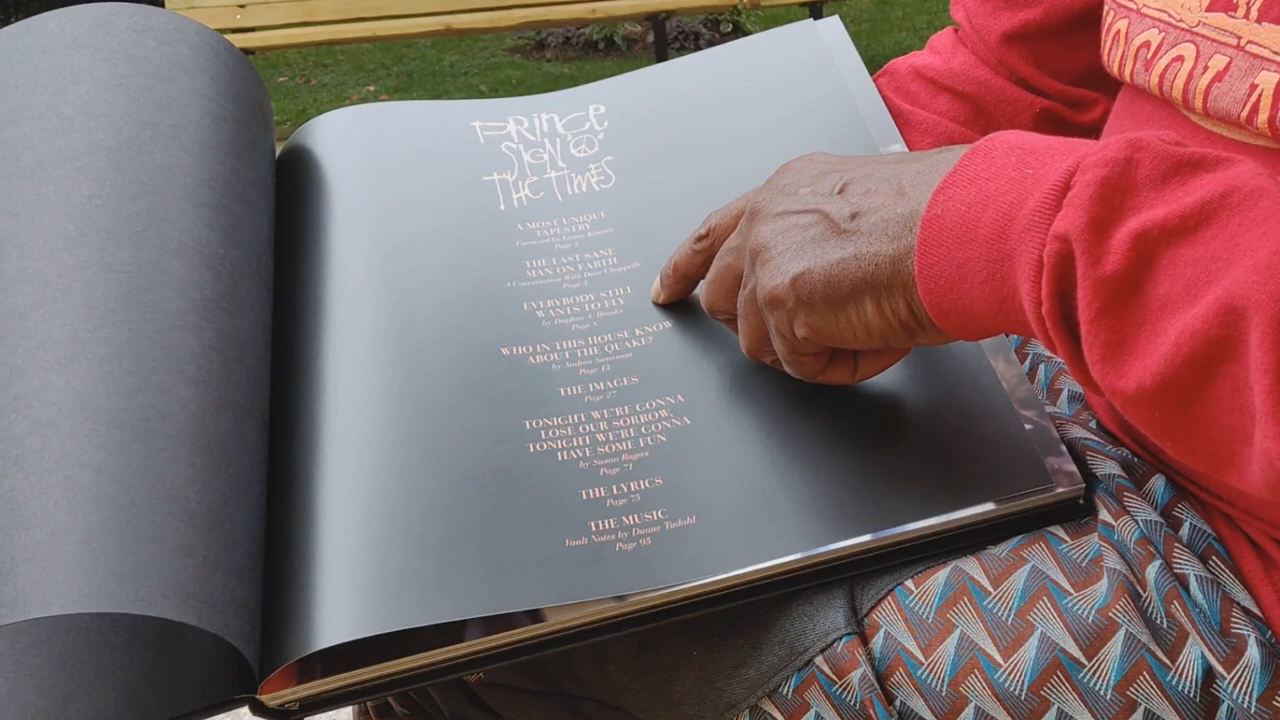 PRINCE
SIGN "☮"
THE TIMES
A MOST UNIQUE
TAPESTRY
Foreword by Lenny Kravitz
Page 2
THE LAST SANE
MAN ON EARTH
A Conversation With Dave Chappelle
Page 5
EVERYBODY STILL
WANTS TO FLY
by Daphne A. Brooks
Page
WHO IN THIS HOUSE KNOW
ABOUT THE QUAKE?
by Andrea Swensson
Page 13
THE IMAGES
Page 27
TONIGHT WE'RE GONNA
LOSE OUR SORROW,
TONIGHT WE'RE GONNA
HAVE SOME FUN
by Susan Rogers
Page 71
THE LYRICS
Page 75
THE MUSIC
Vault Notes by Duane Tudahl
Page 95